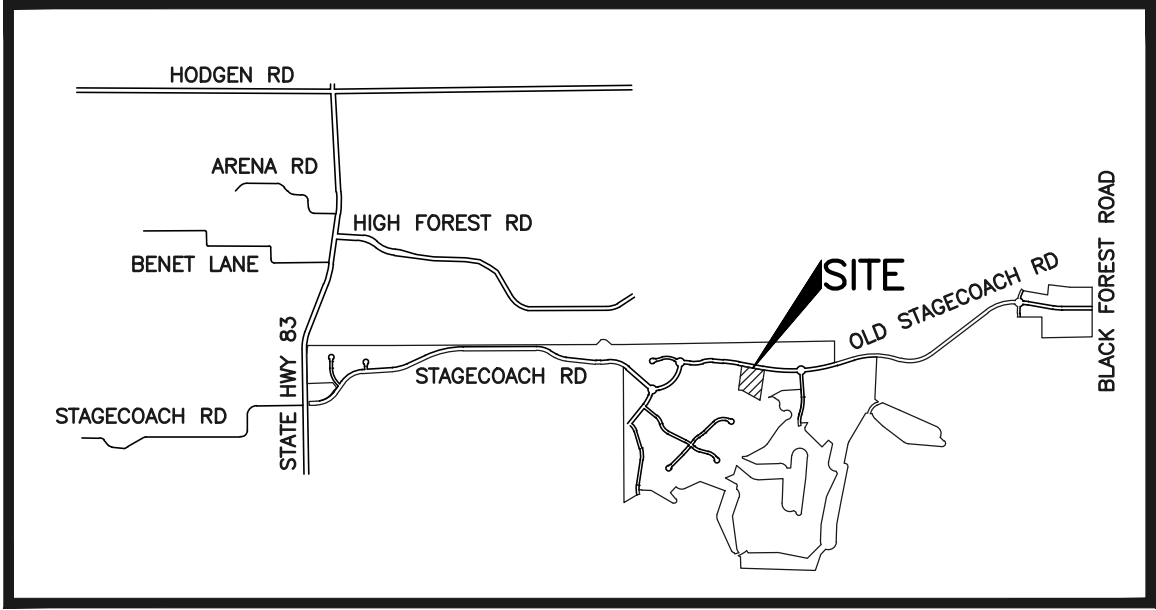 HODGEN RD
ARENA RD
HIGH FOREST RD
BENET LANE
SITE
OLD STAGECOACH RD
BLACK FOREST ROAD
STATE HWY 83
STAGECOACH RD
STAGECOACH RD